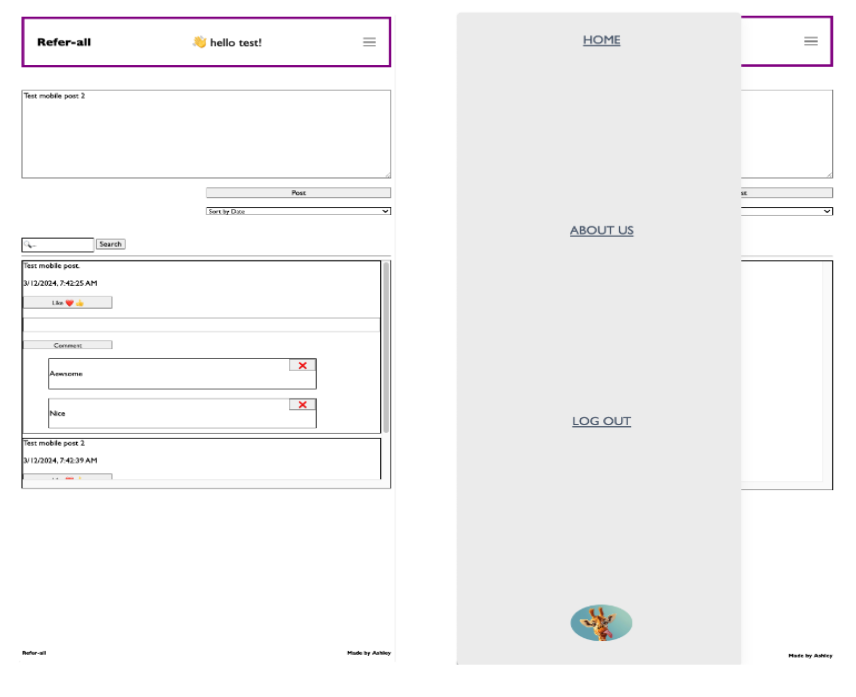 Refer-all
👋 hello test!
Test mobile post 2
Post
Sort by Date
🔍...
Search
Test mobile post.
3/12/2024, 7:42:25 AM
Like ❤️ 👍
Comment
Aewsome
❌
Nice
❌
Test mobile post 2
3/12/2024, 7:42:39 AM
Refer-all
Made by Ashley
HOME
ABOUT US
LOG OUT
Made by Ashley